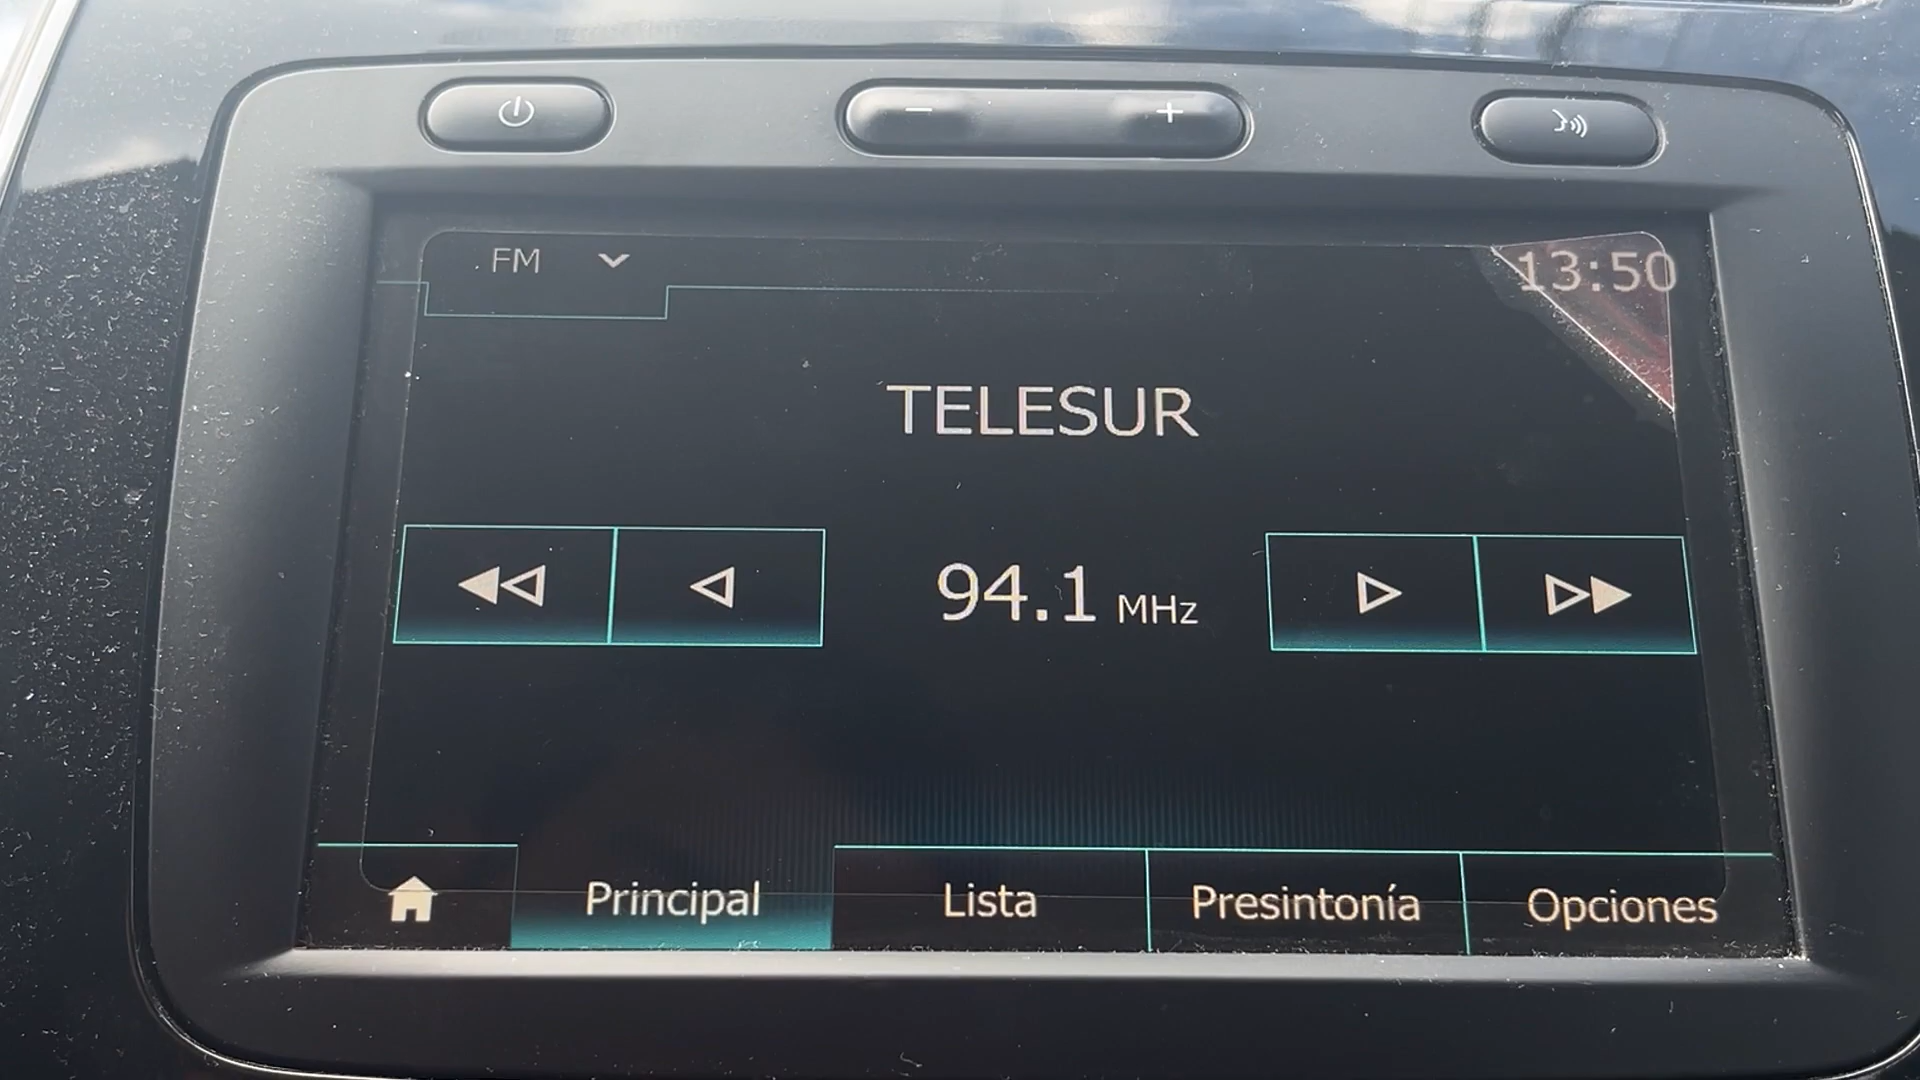 FM
13:50
TELESUR
94.1 MHz
Principal
Lista
Presintonía
Opciones